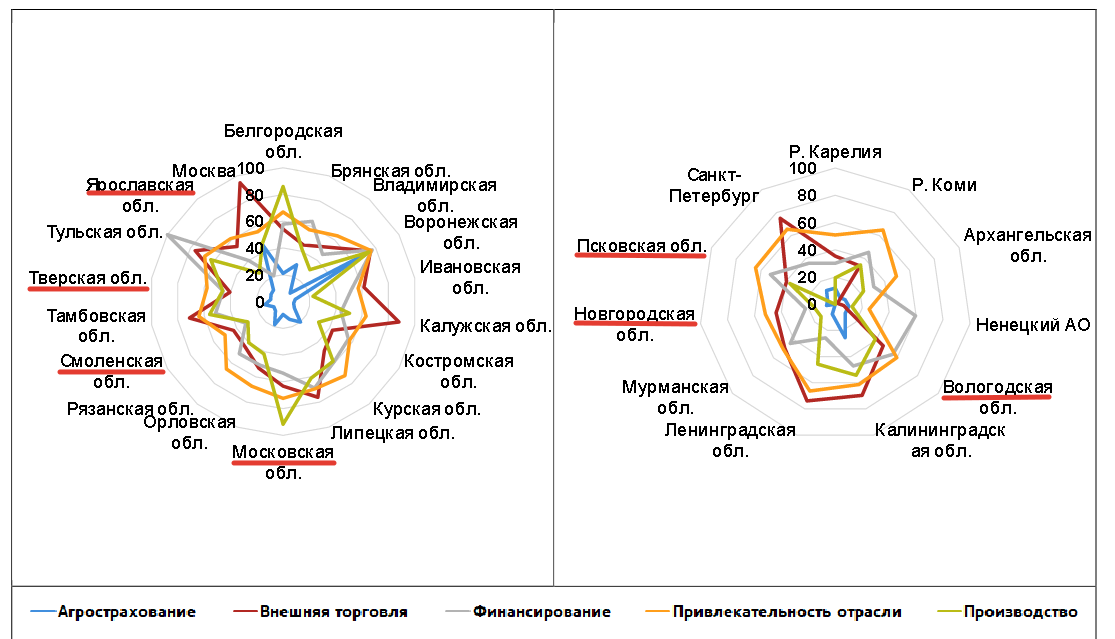 Белгородская
обл.
Брянская обл.
Владимирская
обл.
Воронежская
обл.
Ивановская
обл.
Калужская обл.
Костромская
обл.
Курская обл.
Липецкая обл.
Московская
обл.
Орловская
обл.
Рязанская обл.
Смоленская
обл.
Тамбовская
обл.
Тверская обл.
Тульская обл.
Ярославская
обл.
Москва
100
80
60
40
20
0
Р. Карелия
Р. Коми
Архангельская
обл.
Ненецкий АО
Вологодская
обл.
Калининградск
ая обл.
Ленинградская
обл.
Мурманская
обл.
Новгородская
обл.
Псковская обл.
Санкт-
Петербург
100
80
60
40
20
0
Агрострахование
Внешняя торговля
Финансирование
Привлекательность отрасли
Производство